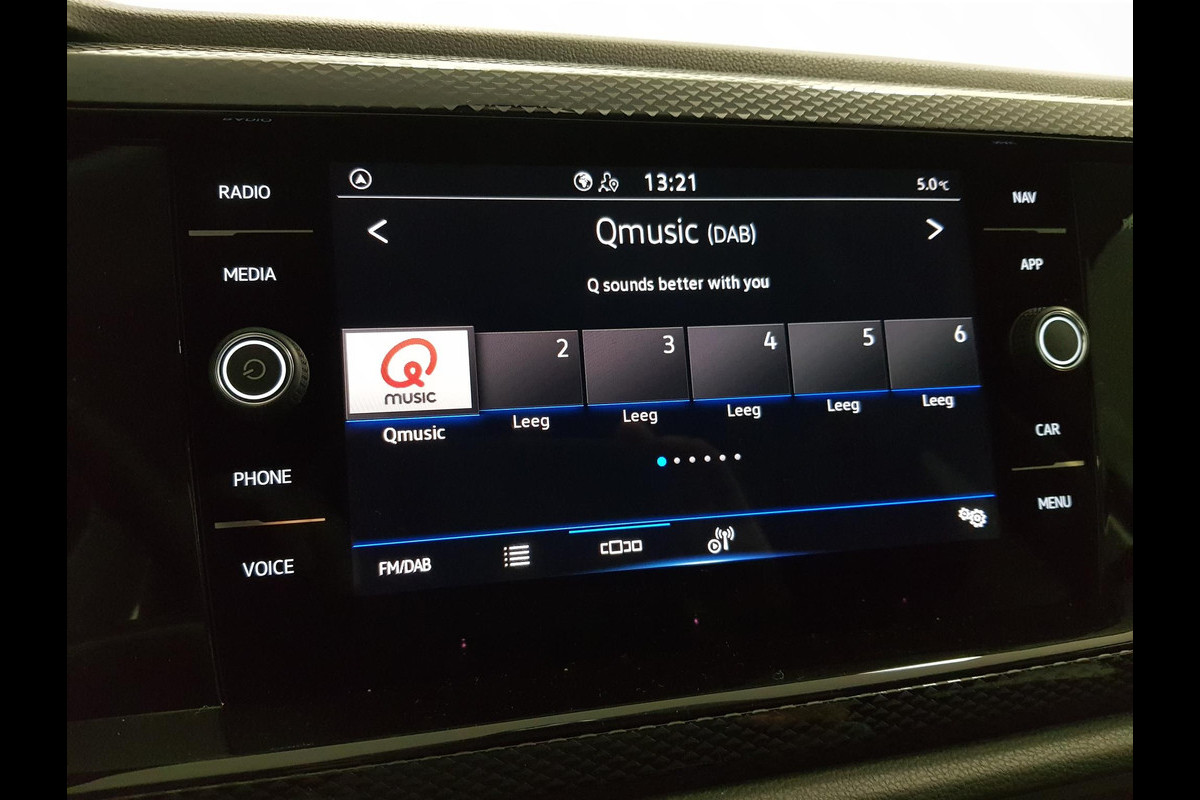 RADIO
MEDIA
PHONE
VOICE
13:21
5.0°C
< Qmusic (DAB) >
Q sounds better with you
Q
MUSIC
2
3
4
5
6
Qmusic
Leeg
Leeg
Leeg
Leeg
Leeg
FM/DAB
NAV
APP
CAR
MENU